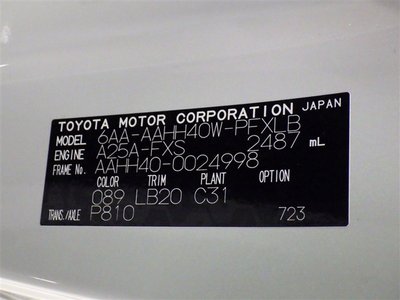 TOYOTA MOTOR CORPORATION JAPAN
MODEL 6AA-AAHH40W-PFXLB
ENGINE A25A-FXS 2487 mL
FRAME No. AAHH40-0024998
COLOR TRIM PLANT OPTION
089 LB20 C31
TRANS./AXLE P810 723